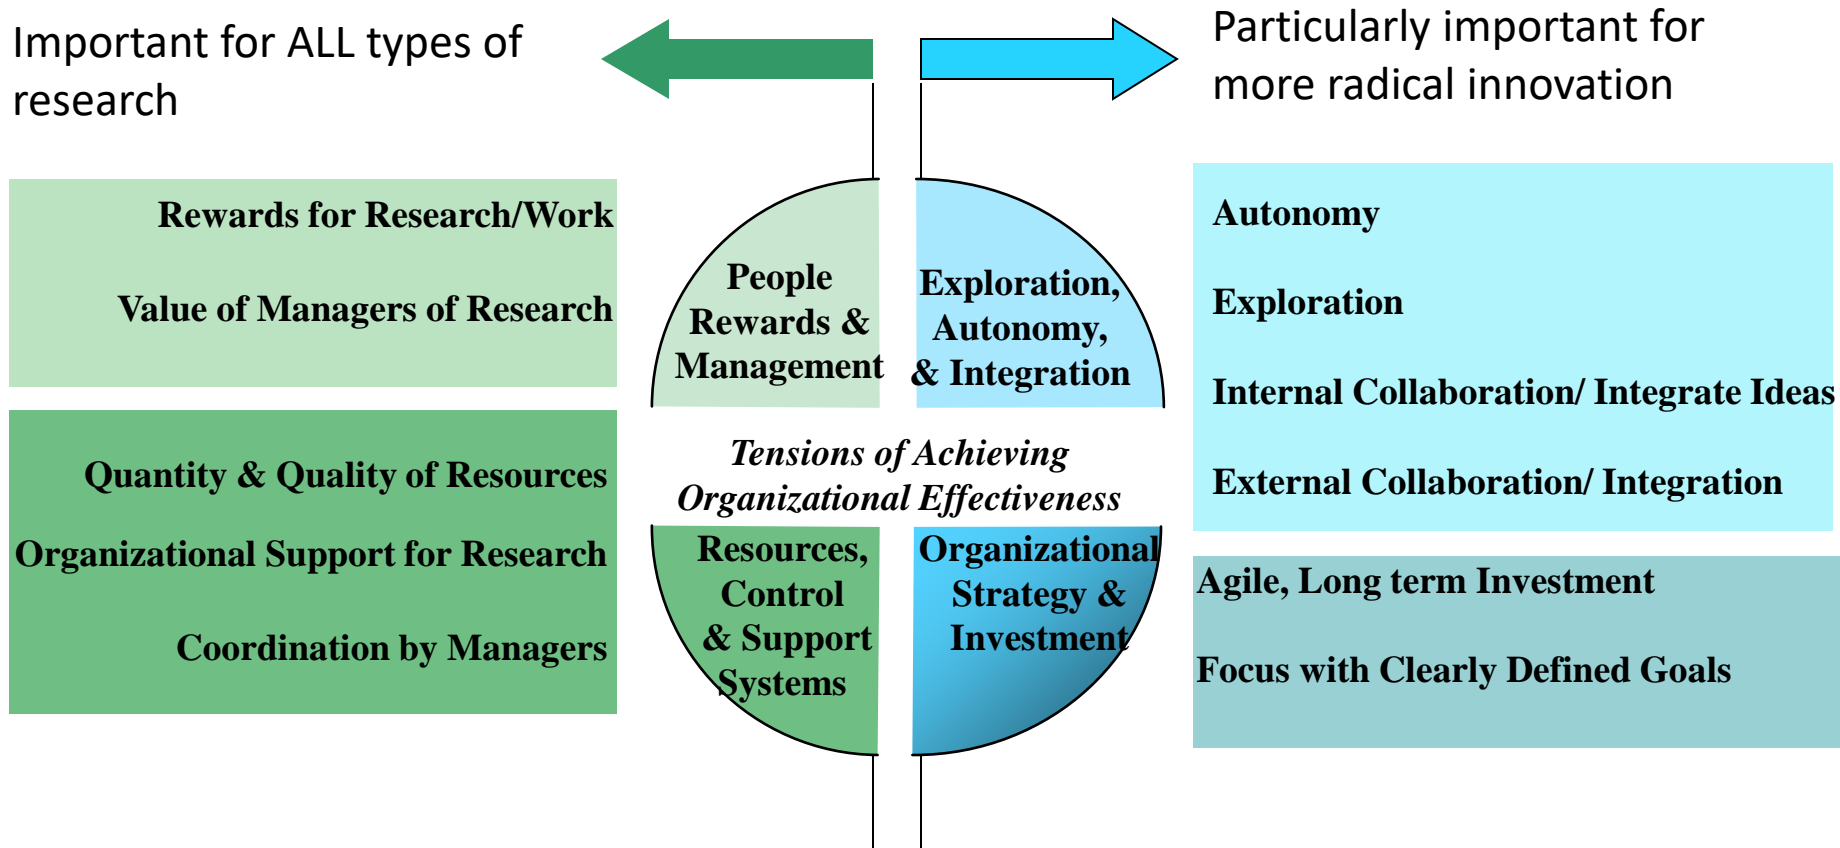 Important for ALL types of
research
Particularly important for
more radical innovation
Rewards for Research/Work
Value of Managers of Research
Quantity & Quality of Resources
Organizational Support for Research
Coordination by Managers
People
Rewards &
Management
Exploration,
Autonomy,
& Integration
Tensions of Achieving
Organizational Effectiveness
Resources,
Control
& Support
Systems
Organizational
Strategy &
Investment
Autonomy
Exploration
Internal Collaboration/ Integrate Ideas
External Collaboration/ Integration
Agile, Long term Investment
Focus with Clearly Defined Goals